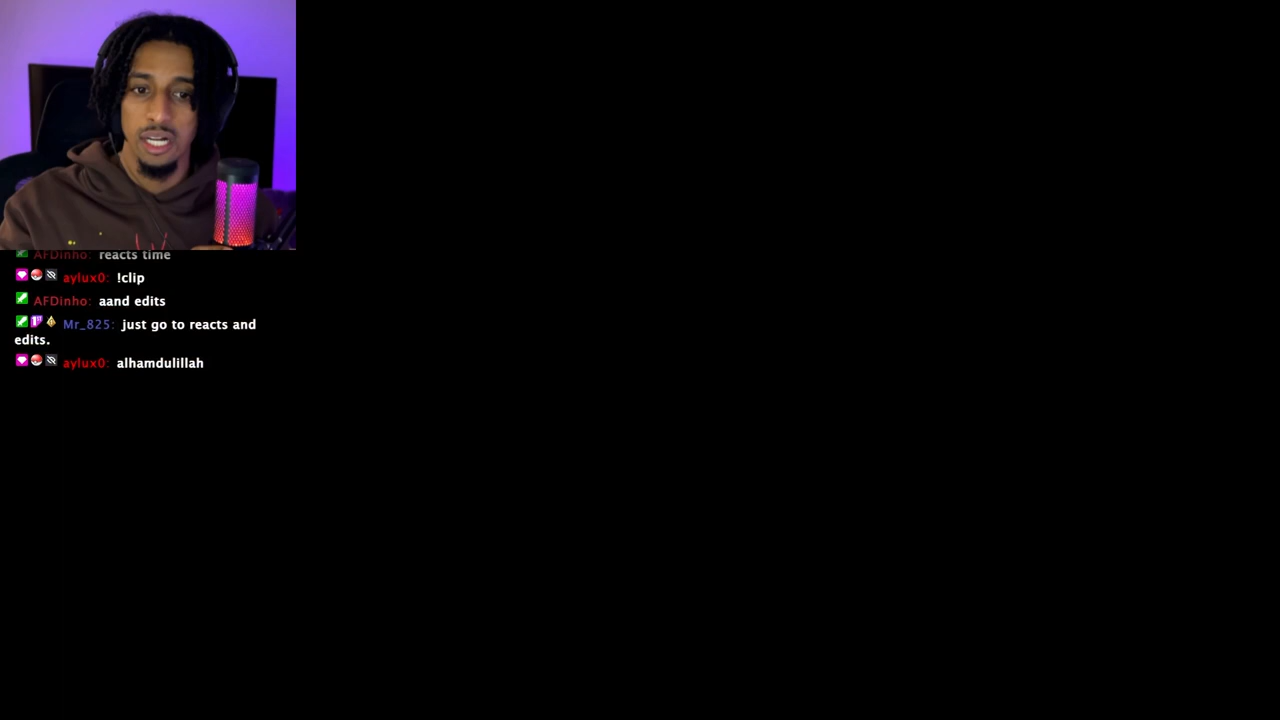 AFDinho: reacts time
aylux0: !clip
AFDinho: aand edits
Mr_825: just go to reacts and
edits.
aylux0: alhamdulillah